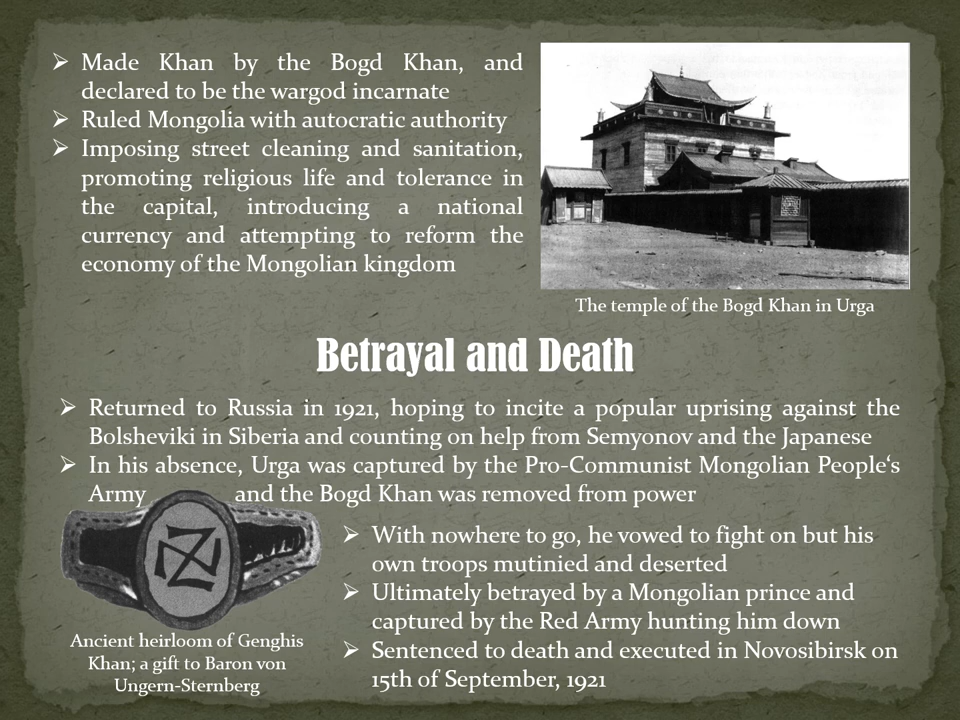 ➢ Made Khan by the Bogd Khan, and
declared to be the wargod incarnate
➢ Ruled Mongolia with autocratic authority
➢ Imposing street cleaning and sanitation,
promoting religious life and tolerance in
the capital, introducing a national
currency and attempting to reform the
economy of the Mongolian kingdom
The temple of the Bogd Khan in Urga
Betrayal and Death
➢ Returned to Russia in 1921, hoping to incite a popular uprising against the
Bolsheviki in Siberia and counting on help from Semyonov and the Japanese
➢ In his absence, Urga was captured by the Pro-Communist Mongolian People‘s
Army and the Bogd Khan was removed from power
➢ With nowhere to go, he vowed to fight on but his
own troops mutinied and deserted
➢ Ultimately betrayed by a Mongolian prince and
captured by the Red Army hunting him down
➢ Sentenced to death and executed in Novosibirsk on
15th of September, 1921
Ancient heirloom of Genghis
Khan; a gift to Baron von
Ungern-Sternberg